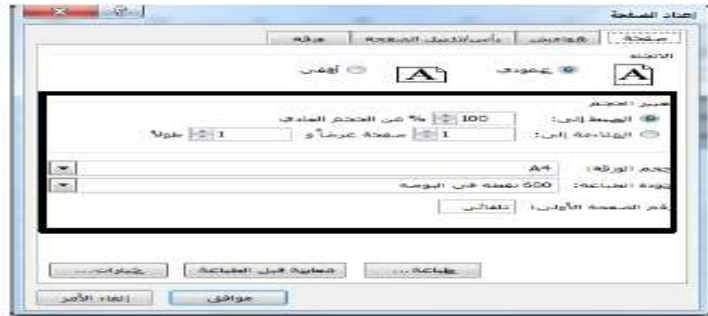 إعداد الصفحة
صفحة هوامش رأس/تذييل الصفحة ورقة
الاتجاه
A عمودي A أفقي
تغيير الحجم
الضبط إلى: 100 % من الحجم العادي
الملاءمة إلى: 1 صفحة عرضاً و 1 طولاً
حجم الورقة: A4
جودة الطباعة: 600 نقطة في البوصة
رقم الصفحة الأولى: تلقائي
طباعة... معاينة قبل الطباعة خيارات...
موافق إلغاء الأمر